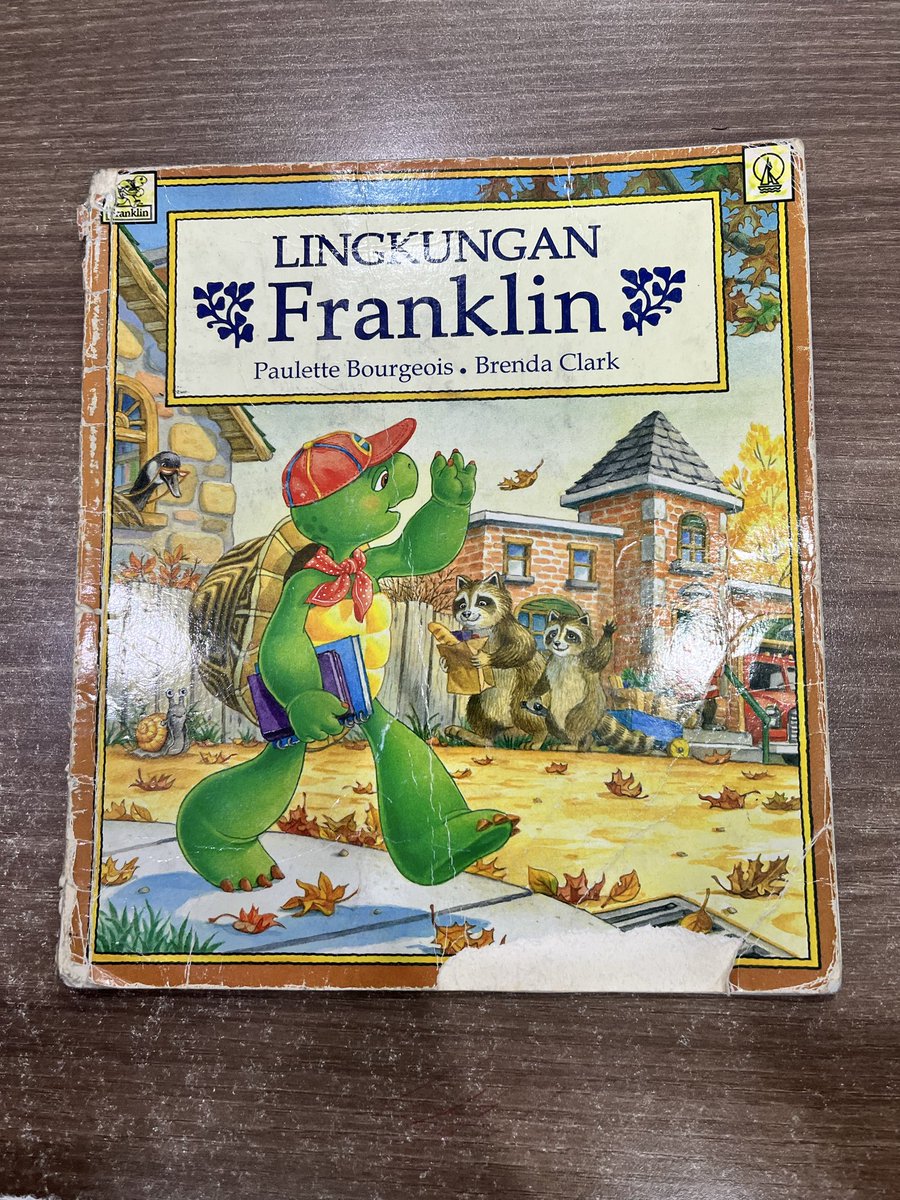 Franklin
LINGKUNGAN
Franklin
Paulette Bourgeois • Brenda Clark